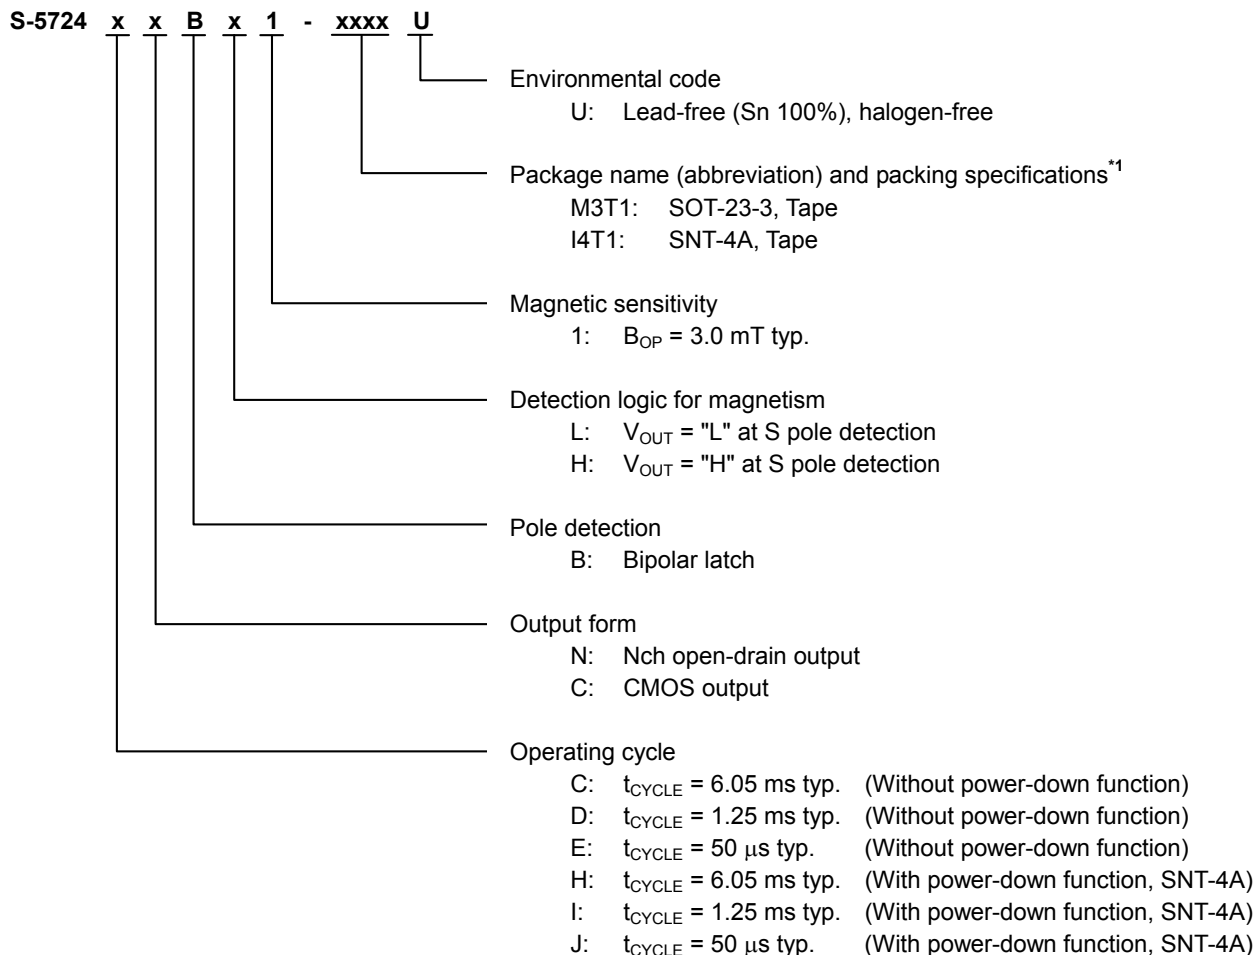 S-5724 x x B x 1 - xxxx U
Environmental code
U: Lead-free (Sn 100%), halogen-free
Package name (abbreviation) and packing specifications*1
M3T1: SOT-23-3, Tape
I4T1: SNT-4A, Tape
Magnetic sensitivity
1: BOP = 3.0 mT typ.
Detection logic for magnetism
L: VOUT = "L" at S pole detection
H: VOUT = "H" at S pole detection
Pole detection
B: Bipolar latch
Output form
N: Nch open-drain output
C: CMOS output
Operating cycle
C: tCYCLE = 6.05 ms typ. (Without power-down function)
D: tCYCLE = 1.25 ms typ. (Without power-down function)
E: tCYCLE = 50 μs typ. (Without power-down function)
H: tCYCLE = 6.05 ms typ. (With power-down function, SNT-4A)
I: tCYCLE = 1.25 ms typ. (With power-down function, SNT-4A)
J: tCYCLE = 50 μs typ. (With power-down function, SNT-4A)